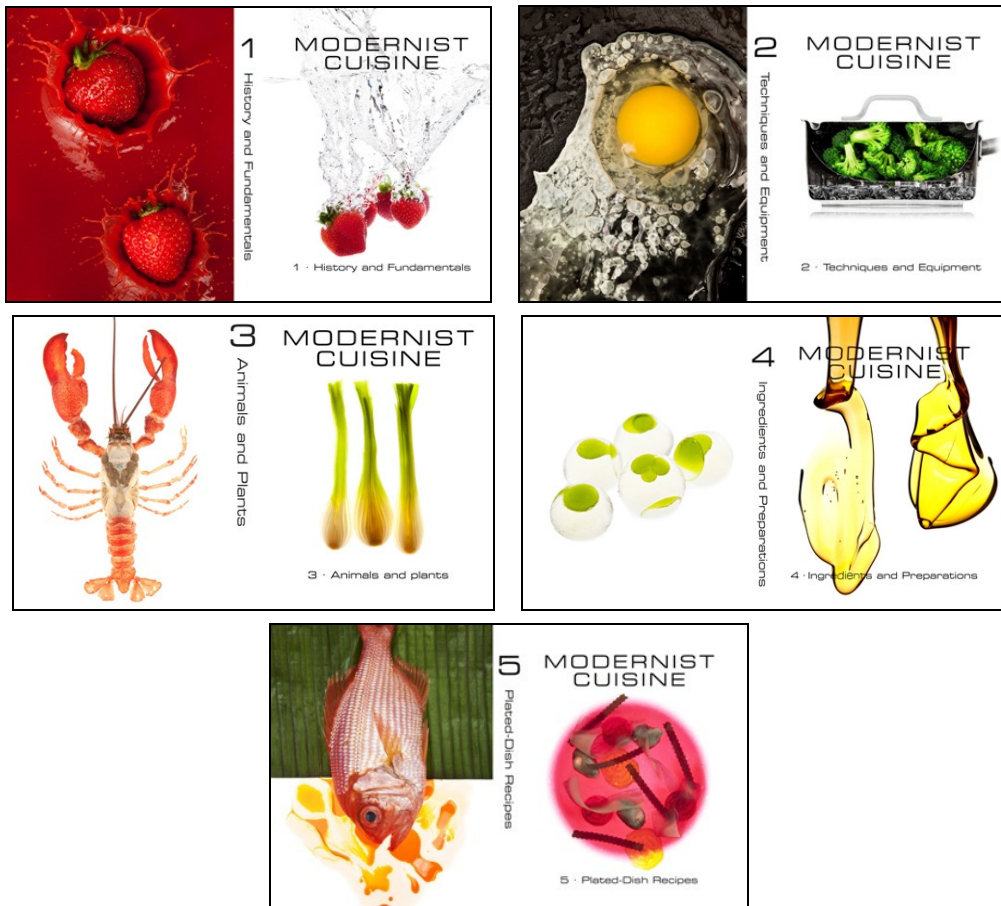 1
History and Fundamentals
MODERNIST
CUISINE
1 · History and Fundamentals
2
Techniques and Equipment
MODERNIST
CUISINE
2 · Techniques and Equipment
3
Animals and Plants
MODERNIST
CUISINE
3 · Animals and plants
4
Ingredients and Preparations
MODERNIST
CUISINE
4 · Ingredients and Preparations
5
Plated-Dish Recipes
MODERNIST
CUISINE
5 · Plated-Dish Recipes